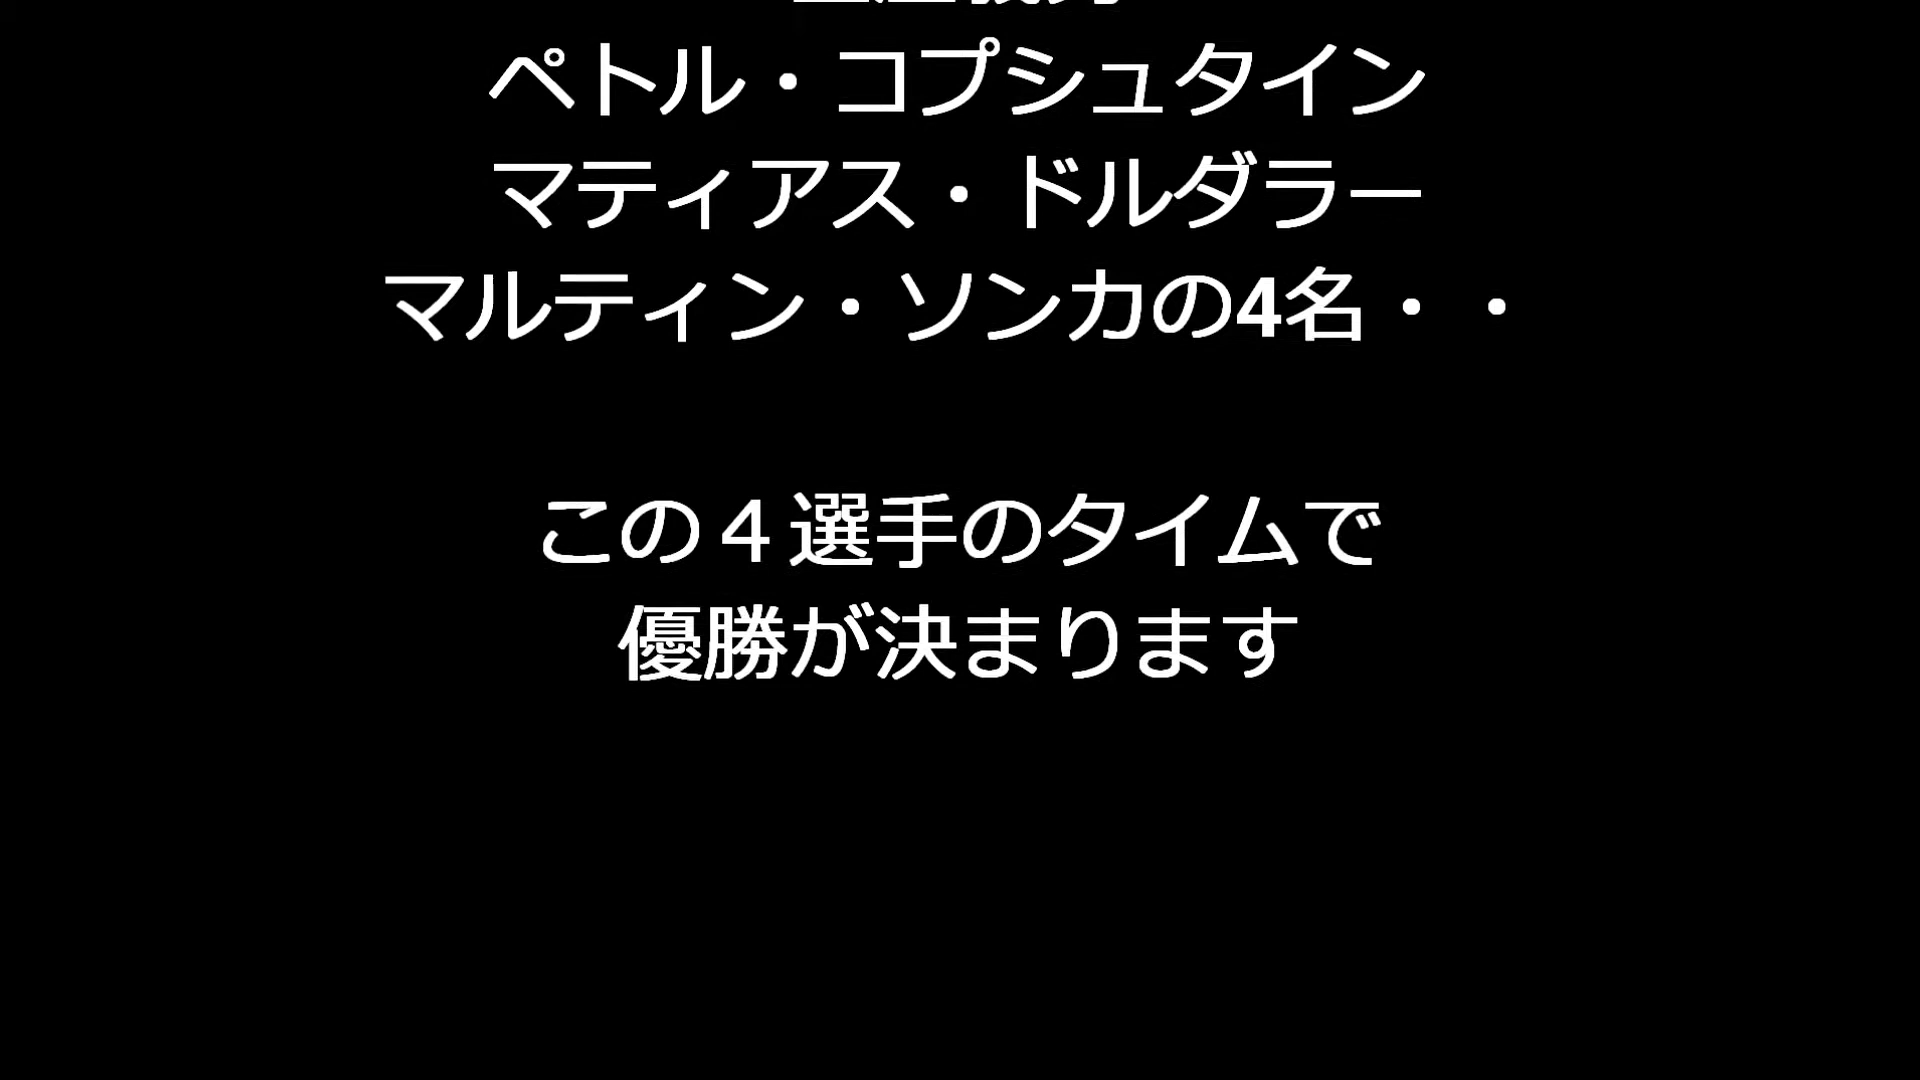 ペトル・コプシュタイン
マティアス・ドルダラー
マルティン・ソンカの4名・・
この４選手のタイムで
優勝が決まります